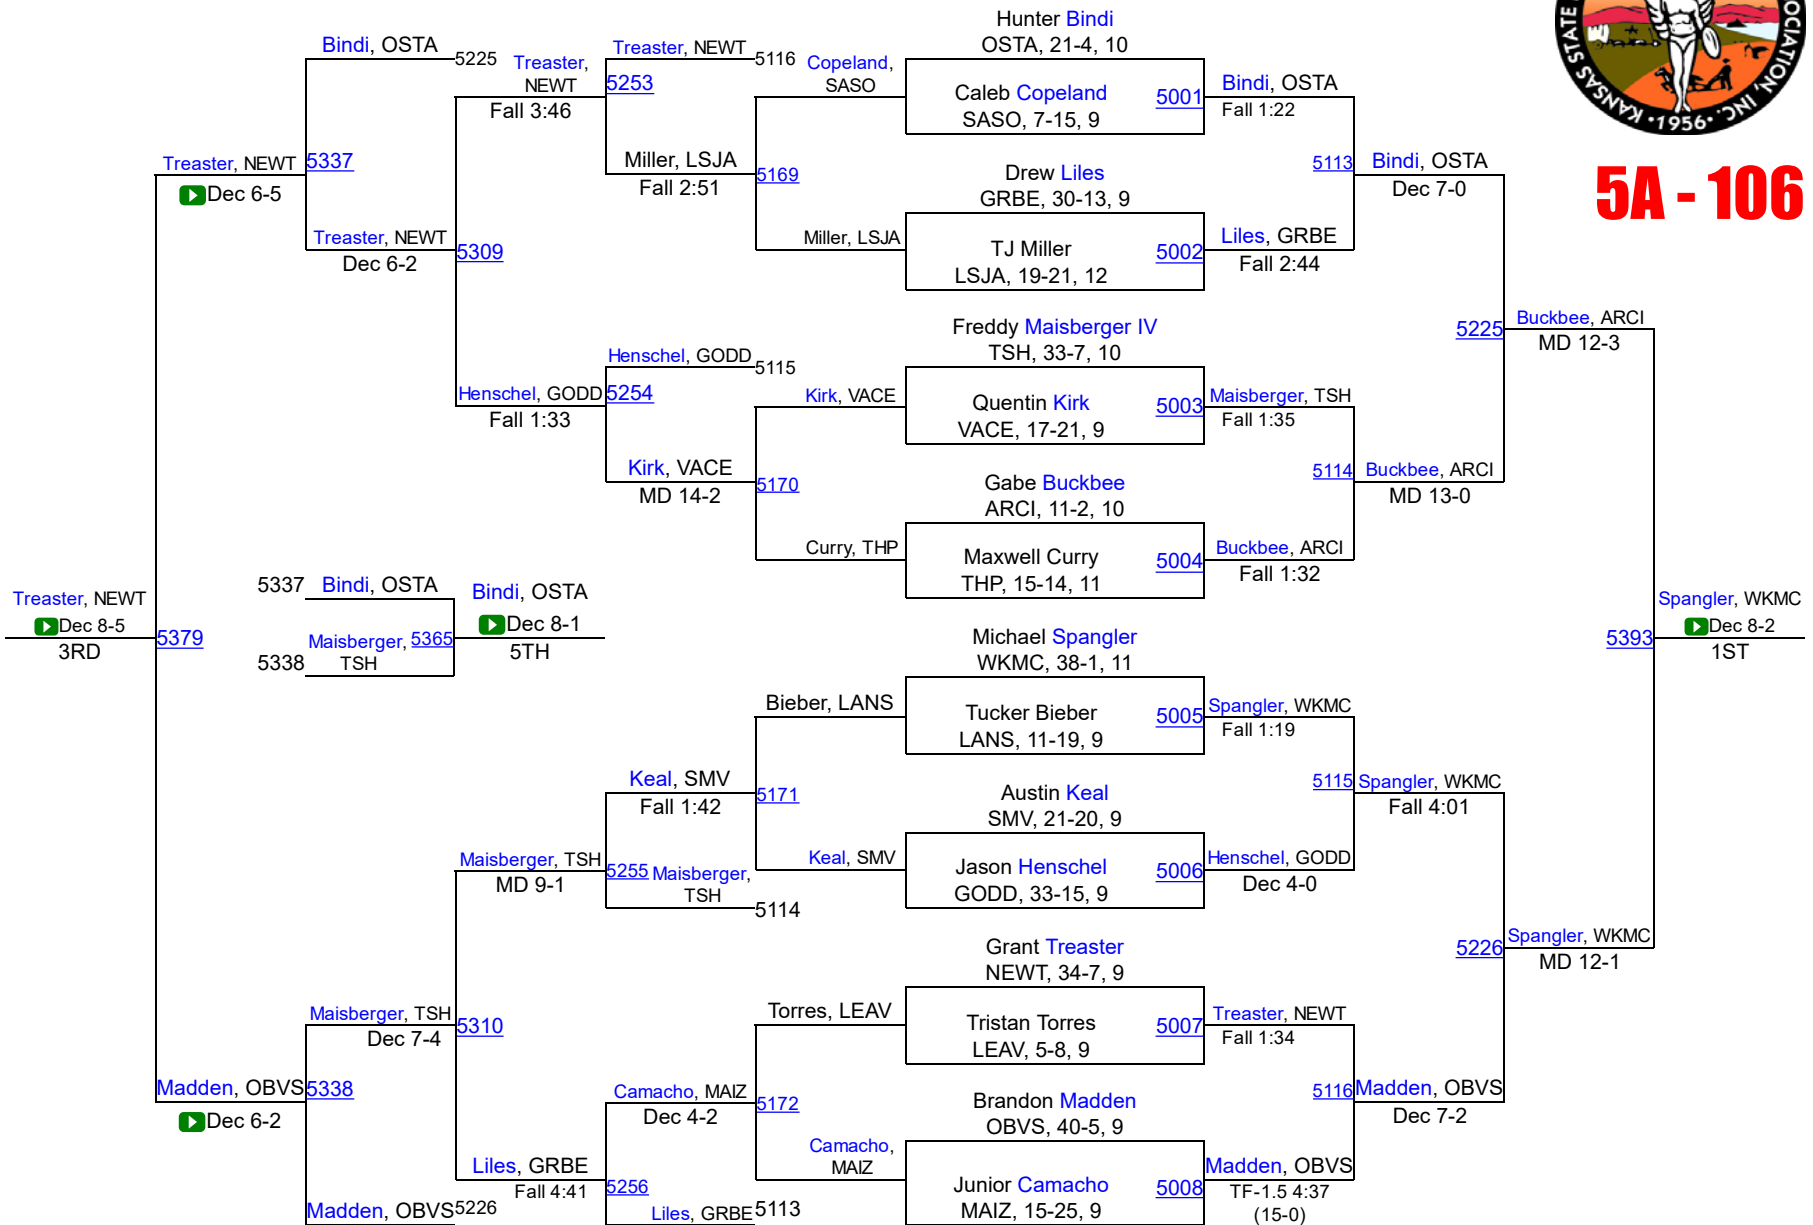 Hunter Bindi
OSTA, 21-4, 10
Caleb Copeland
SASO, 7-15, 9
5001
Drew Liles
GRBE, 30-13, 9
TJ Miller
LSJA, 19-21, 12
5002
Freddy Maisberger IV
TSH, 33-7, 10
Quentin Kirk
VACE, 17-21, 9
5003
Gabe Buckbee
ARCI, 11-2, 10
Maxwell Curry
THP, 15-14, 11
5004
Michael Spangler
WKMC, 38-1, 11
Tucker Bieber
LANS, 11-19, 9
5005
Austin Keal
SMV, 21-20, 9
Jason Henschel
GODD, 33-15, 9
5006
Grant Treaster
NEWT, 34-7, 9
Tristan Torres
LEAV, 5-8, 9
5007
Brandon Madden
OBVS, 40-5, 9
Junior Camacho
MAIZ, 15-25, 9
5008
Bindi, OSTA
Fall 1:22
Liles, GRBE
Fall 2:44
Maisberger, TSH
Fall 1:35
Buckbee, ARCI
Fall 1:32
Spangler, WKMC
Fall 1:19
Henschel, GODD
Dec 4-0
Treaster, NEWT
Fall 1:34
Madden, OBVS
TF-1.5 4:37
(15-0)
5113
Bindi, OSTA
Dec 7-0
5114
Buckbee, ARCI
MD 13-0
5115
Spangler, WKMC
Fall 4:01
5116
Madden, OBVS
Dec 7-2
5225
Buckbee, ARCI
MD 12-3
5226
Spangler, WKMC
MD 12-1
5393
Spangler, WKMC
Dec 8-2
1ST
Copeland,
SASO
Miller, LSJA
5169
Kirk, VACE
Curry, THP
5170
Bieber, LANS
Keal, SMV
5171
Torres, LEAV
Camacho,
MAIZ
5172
Treaster, NEWT
5116
Miller, LSJA
Fall 2:51
5253
Henschel, GODD
5115
Kirk, VACE
MD 14-2
5254
Keal, SMV
Fall 1:42
5255
Maisberger,
TSH
5114
Camacho, MAIZ
Dec 4-2
5256
Liles, GRBE
5113
Treaster,
NEWT
Fall 3:46
Henschel, GODD
Fall 1:33
5309
Maisberger, TSH
MD 9-1
Liles, GRBE
Fall 4:41
5310
Bindi, OSTA
5225
Treaster, NEWT
Dec 6-2
5337
Maisberger, TSH
Dec 7-4
Madden, OBVS
5226
5338
Treaster, NEWT
Dec 6-5
Madden, OBVS
Dec 6-2
5379
Treaster, NEWT
Dec 8-5
3RD
5337
Bindi, OSTA
5338
Maisberger,
TSH
5365
Bindi, OSTA
Dec 8-1
5TH
KANSAS STATE
OCIATION, INC.
•1956•
5A - 106